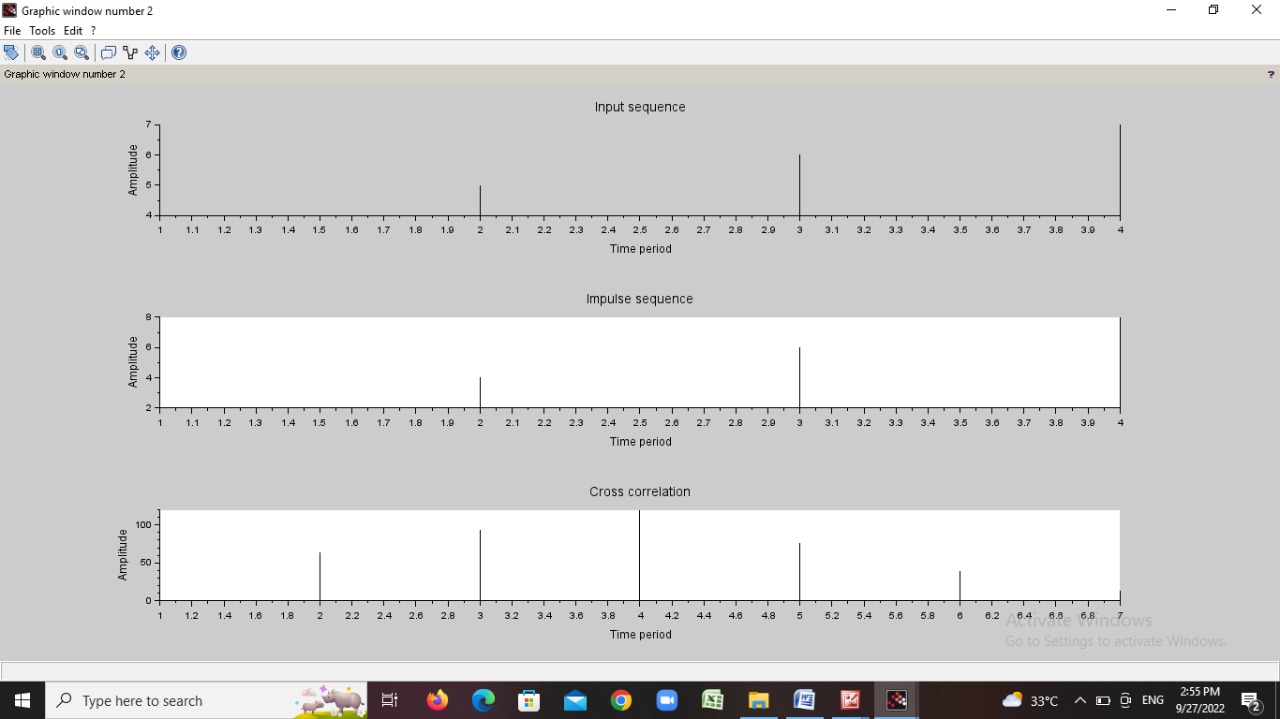 Graphic window number 2
File Tools Edit ?
Graphic window number 2 ?
Input sequence
Amplitude
7
6
5
4
1 1.1 1.2 1.3 1.4 1.5 1.6 1.7 1.8 1.9 2 2.1 2.2 2.3 2.4 2.5 2.6 2.7 2.8 2.9 3 3.1 3.2 3.3 3.4 3.5 3.6 3.7 3.8 3.9 4
Time period
Impulse sequence
Amplitude
8
6
4
2
1 1.1 1.2 1.3 1.4 1.5 1.6 1.7 1.8 1.9 2 2.1 2.2 2.3 2.4 2.5 2.6 2.7 2.8 2.9 3 3.1 3.2 3.3 3.4 3.5 3.6 3.7 3.8 3.9 4
Time period
Cross correlation
Amplitude
100
50
0
1 1.2 1.4 1.6 1.8 2 2.2 2.4 2.6 2.8 3 3.2 3.4 3.6 3.8 4 4.2 4.4 4.6 4.8 5 5.2 5.4 5.6 5.8 6 6.2 6.4 6.6 6.8 7
Time period
Activate Windows
Go to Settings to activate Windows.
Type here to search
33°C
ENG
2:55 PM
9/27/2022
2